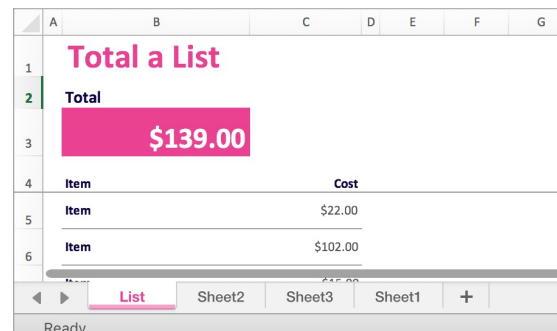 A B C D E F G
1 Total a List
2 Total
3 $139.00
4 Item Cost
5 Item $22.00
6 Item $102.00
List Sheet2 Sheet3 Sheet1 +
Ready